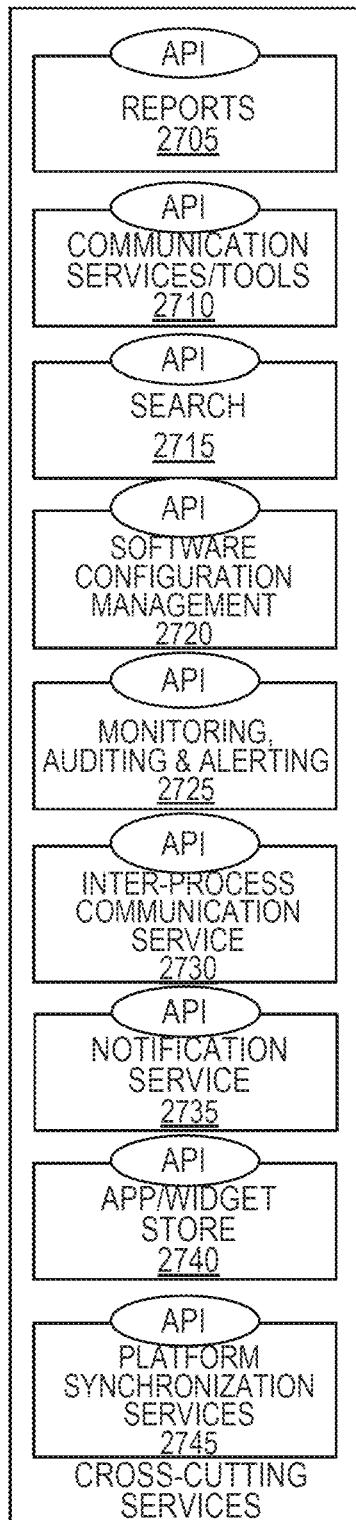 API
REPORTS
2705
API
COMMUNICATION
SERVICES/TOOLS
2710
API
SEARCH
2715
API
SOFTWARE
CONFIGURATION
MANAGEMENT
2720
API
MONITORING,
AUDITING & ALERTING
2725
API
INTER-PROCESS
COMMUNICATION
SERVICE
2730
API
NOTIFICATION
SERVICE
2735
API
APP/WIDGET
STORE
2740
API
PLATFORM
SYNCHRONIZATION
SERVICES
2745
CROSS-CUTTING
SERVICES